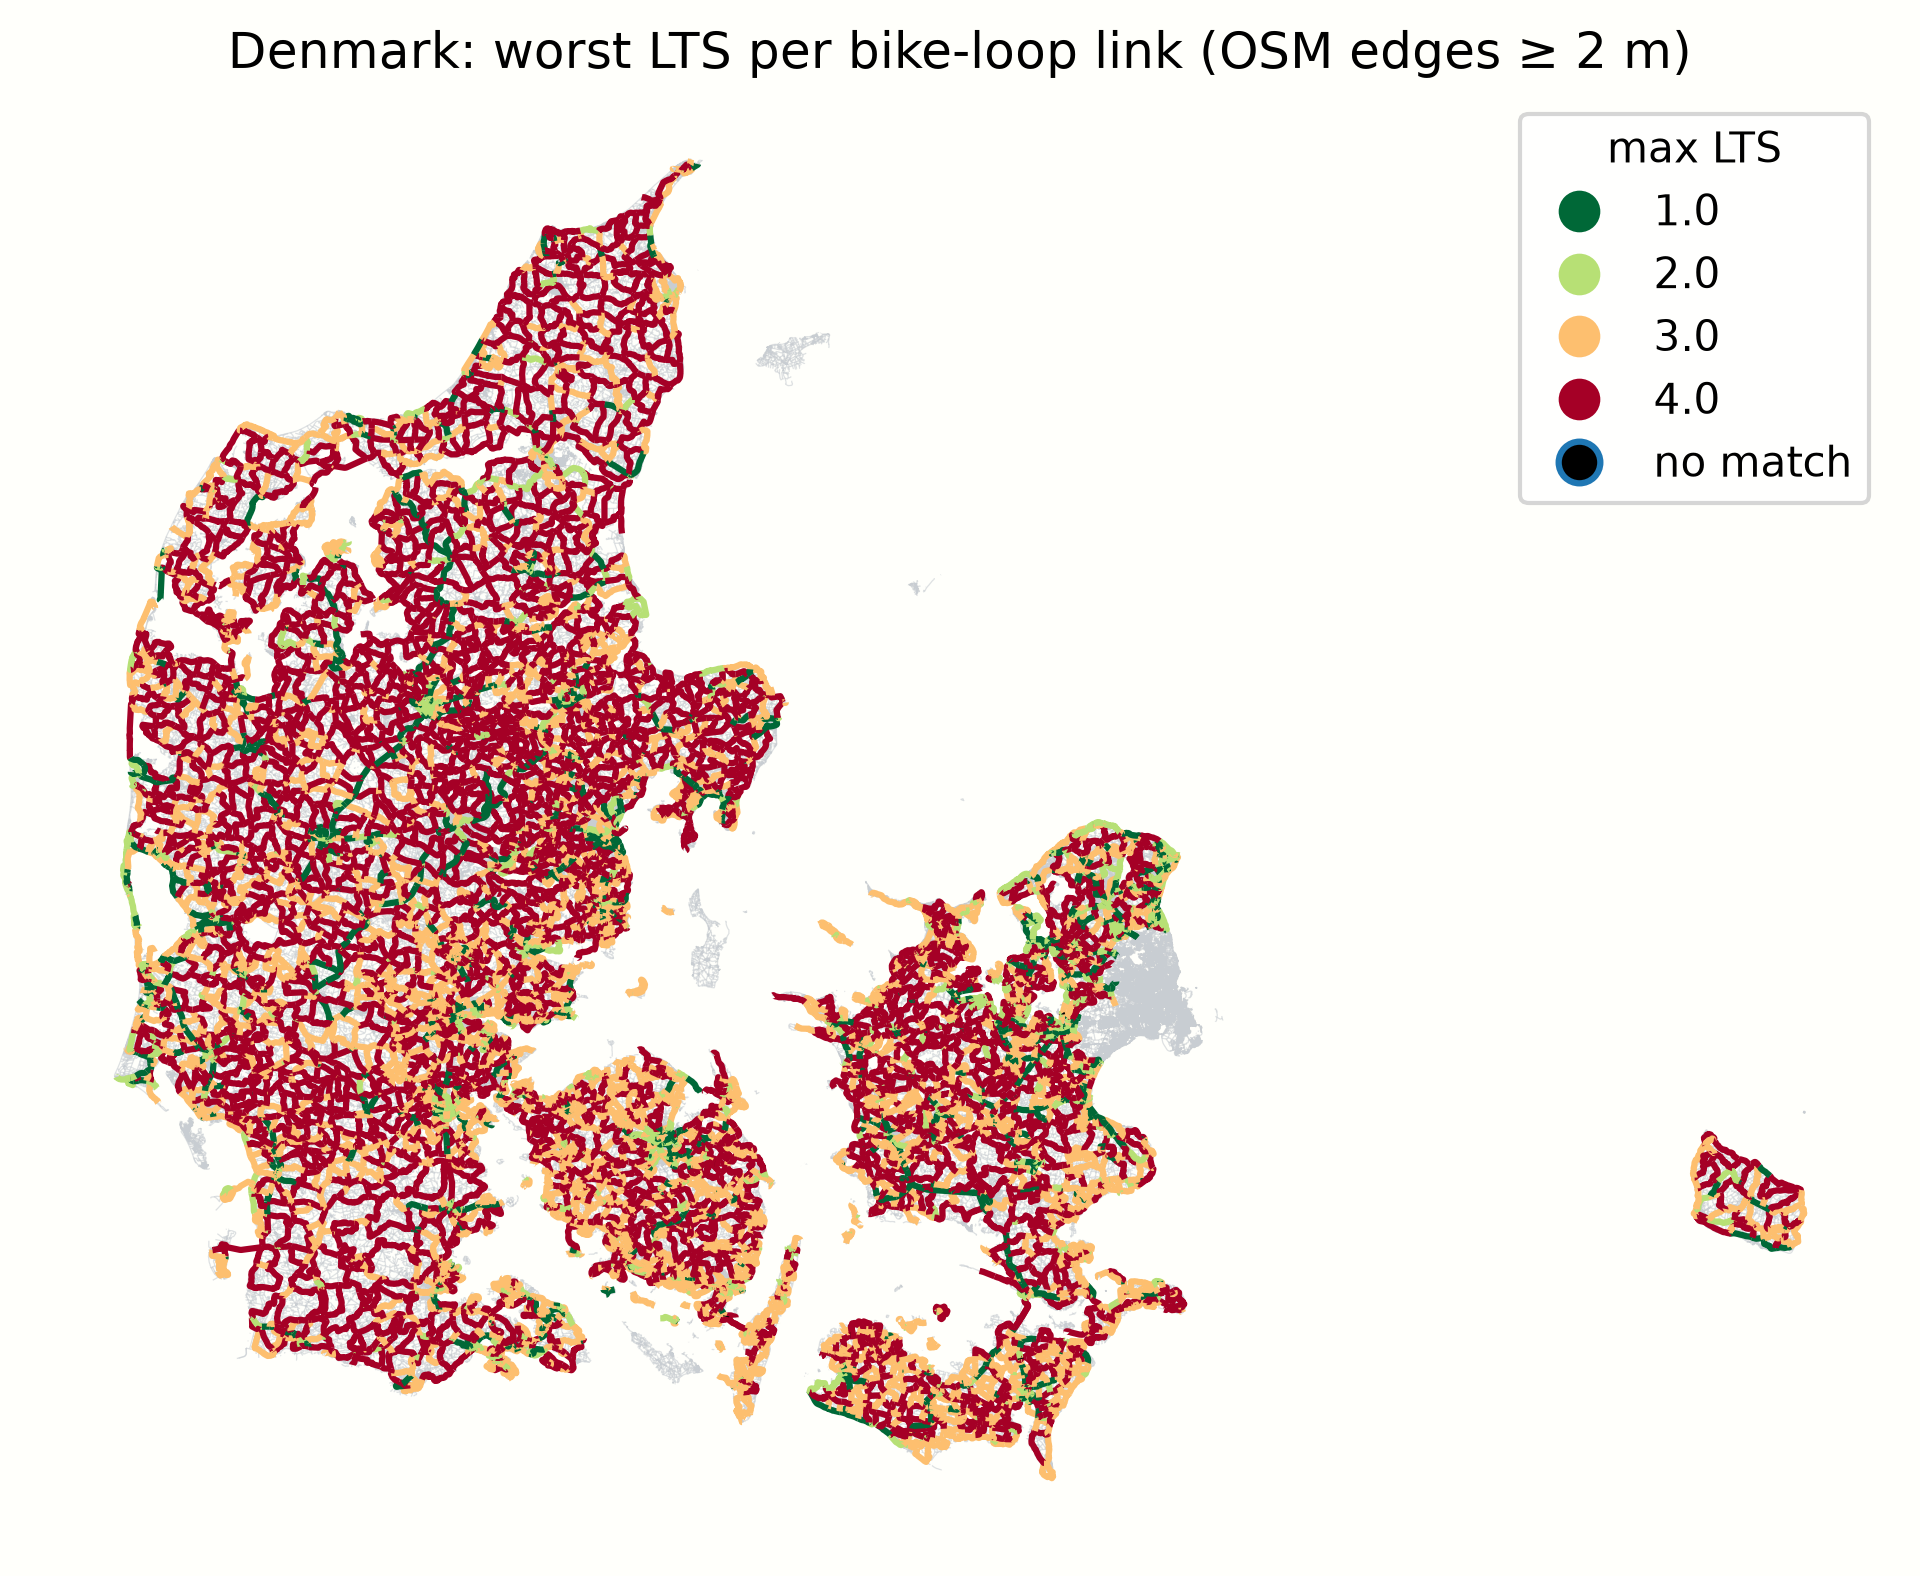 Denmark: worst LTS per bike-loop link (OSM edges ≥ 2 m)
max LTS
1.0
2.0
3.0
4.0
no match